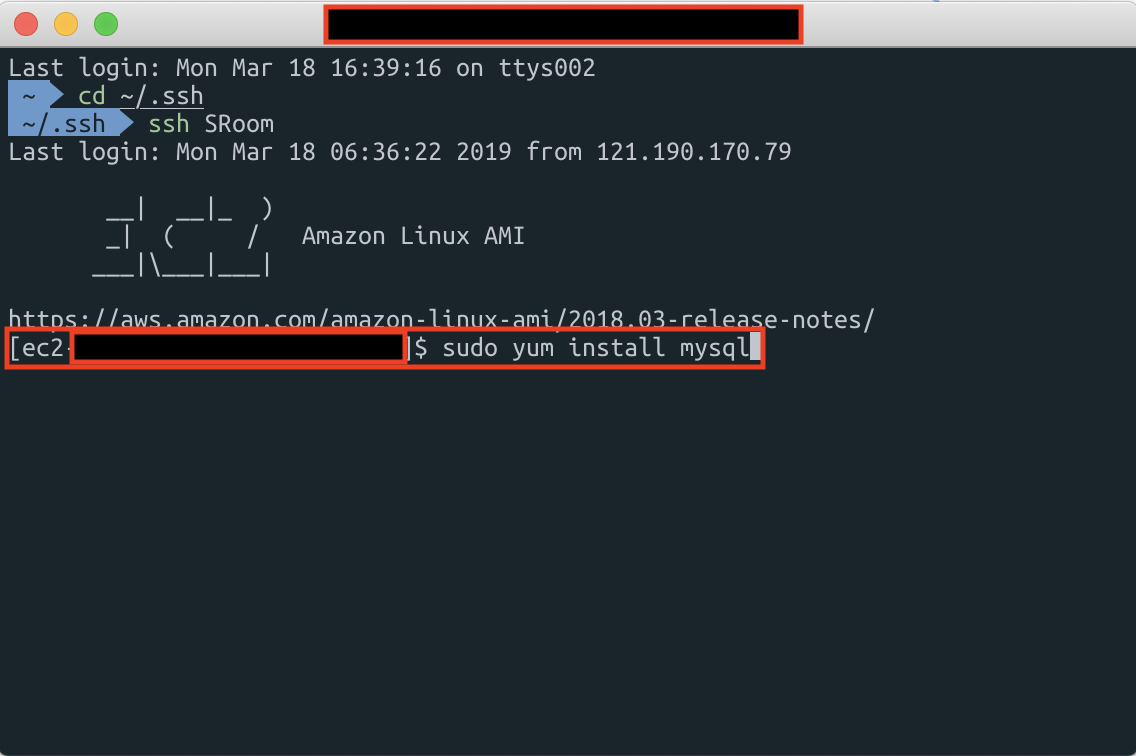 Last login: Mon Mar 18 16:39:16 on ttys002
~ cd ~/.ssh
~/.ssh ssh SRoom
Last login: Mon Mar 18 06:36:22 2019 from 121.190.170.79
__|  __|_  )
_|  (     /   Amazon Linux AMI
___|\___|___|
https://aws.amazon.com/amazon-linux-ami/2018.03-release-notes/
[ec2- ]$ sudo yum install mysql